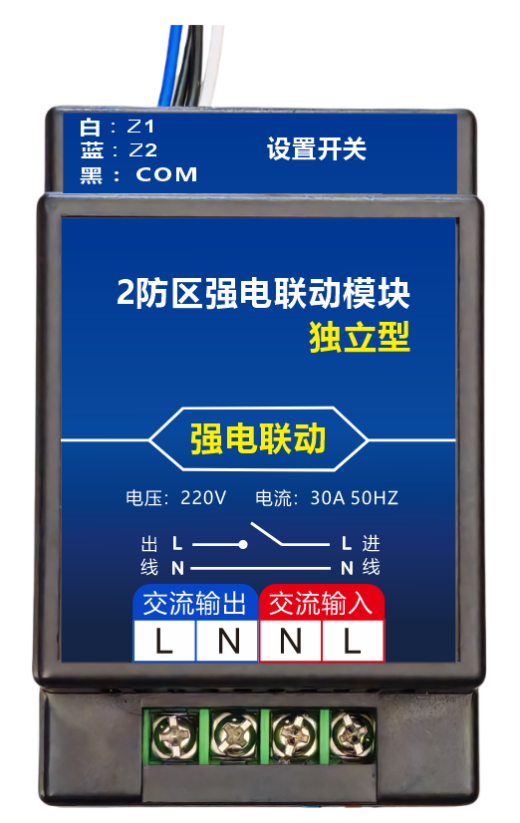 白：Z1
蓝：Z2
黑：COM
设置开关
2防区强电联动模块
独立型
强电联动
电压：220V 电流：30A 50HZ
出 L L 进
线 N N 线
交流输出 交流输入
L N N L